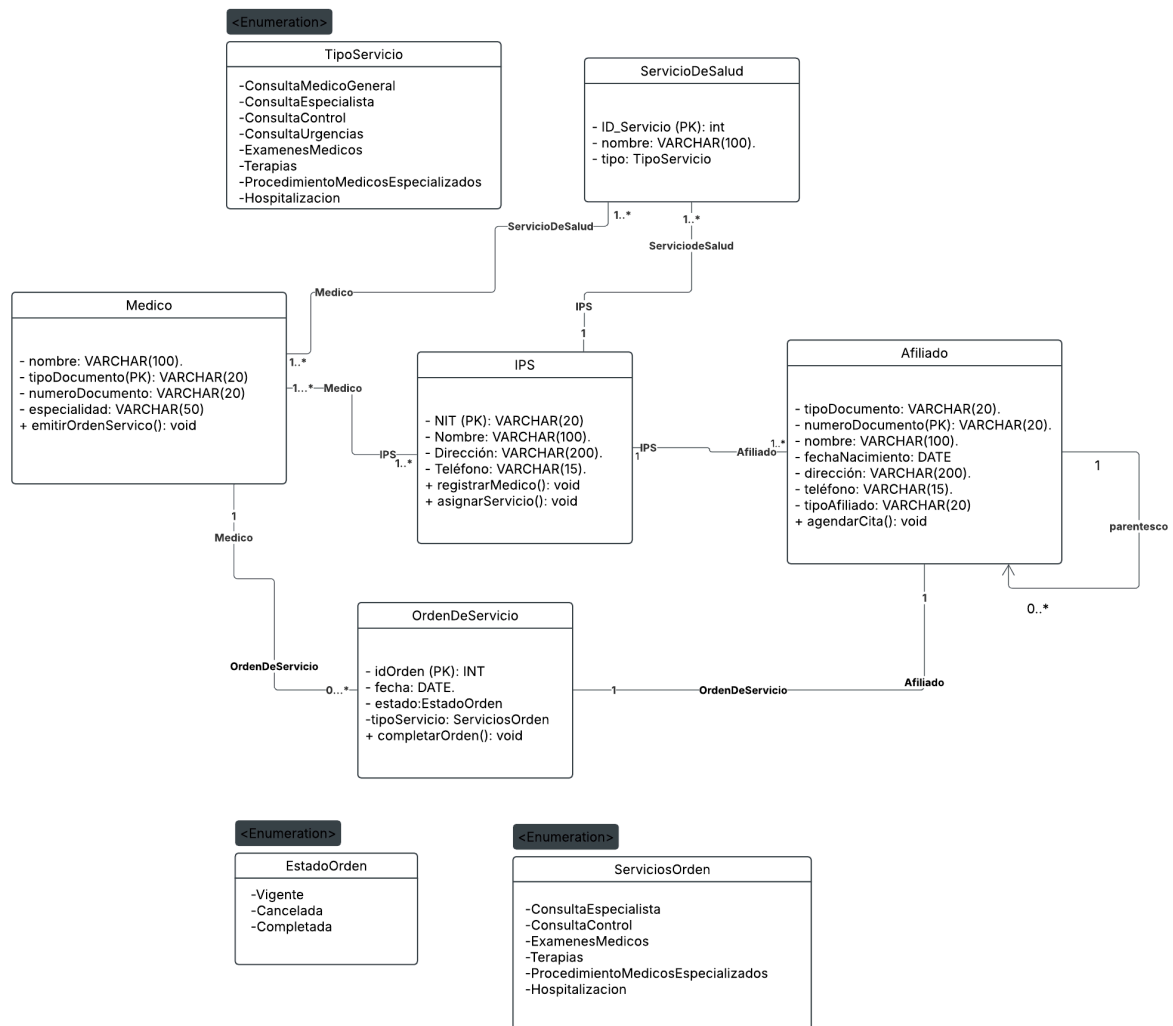 <Enumeration>
TipoServicio
-ConsultaMedicoGeneral
-ConsultaEspecialista
-ConsultaControl
-ConsultaUrgencias
-ExamenesMedicos
-Terapias
-ProcedimientoMedicosEspecializados
-Hospitalizacion
ServicioDeSalud
- ID_Servicio (PK): int
- nombre: VARCHAR(100).
- tipo: TipoServicio
1..*
ServicioDeSalud
1..*
ServiciodeSalud
Medico
IPS
1
1..*
Medico
- nombre: VARCHAR(100).
- tipoDocumento(PK): VARCHAR(20)
- numeroDocumento: VARCHAR(20)
- especialidad: VARCHAR(50)
+ emitirOrdenServico(): void
1...*
Medico
IPS
1..*
IPS
- NIT (PK): VARCHAR(20)
- Nombre: VARCHAR(100).
- Dirección: VARCHAR(200).
- Teléfono: VARCHAR(15).
+ registrarMedico(): void
+ asignarServicio(): void
IPS
1
Afiliado
1..*
Afiliado
- tipoDocumento: VARCHAR(20).
- numeroDocumento(PK): VARCHAR(20).
- nombre: VARCHAR(100).
- fechaNacimiento: DATE
- dirección: VARCHAR(200).
- teléfono: VARCHAR(15).
- tipoAfiliado: VARCHAR(20)
+ agendarCita(): void
1
parentesco
0..*
1
Medico
OrdenDeServicio
0...*
OrdenDeServicio
- idOrden (PK): INT
- fecha: DATE.
- estado:EstadoOrden
-tipoServicio: ServiciosOrden
+ completarOrden(): void
1
OrdenDeServicio
Afiliado
1
<Enumeration>
EstadoOrden
-Vigente
-Cancelada
-Completada
<Enumeration>
ServiciosOrden
-ConsultaEspecialista
-ConsultaControl
-ExamenesMedicos
-Terapias
-ProcedimientoMedicosEspecializados
-Hospitalizacion